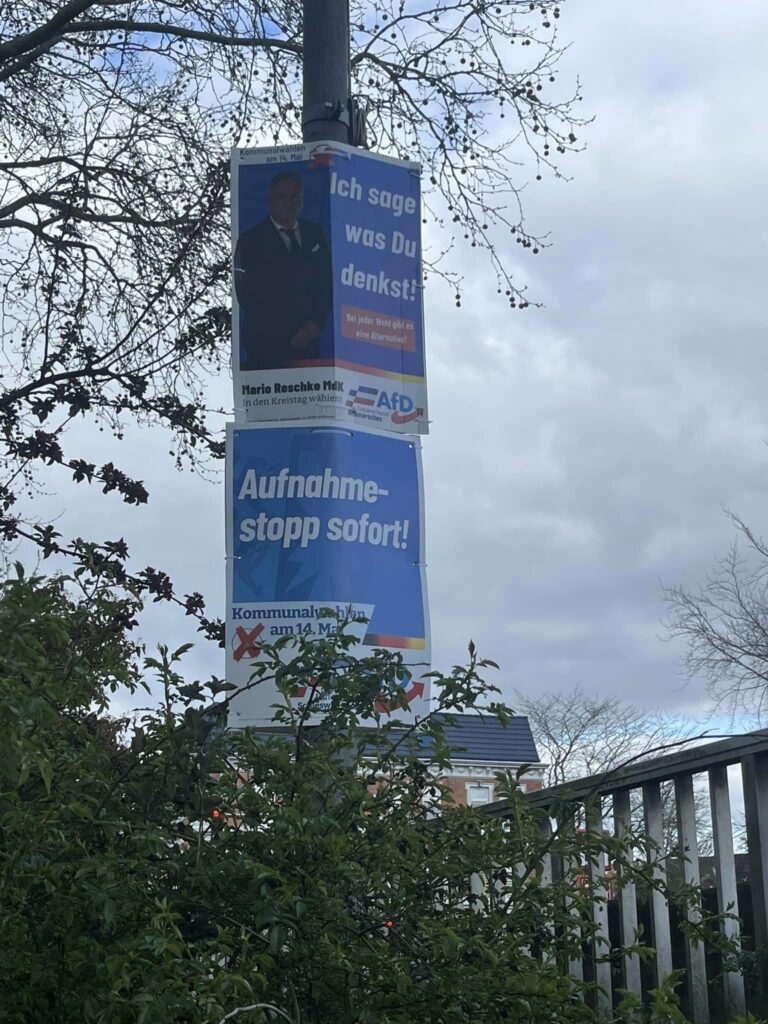 Kommunalwahlen
am 14. Mai
Ich sage
was Du
denkst!
Bei jeder Wahl gibt es
eine Alternative!
Mario Reschke MdK
In den Kreistag wählen!
AfD
Aufnahme-
stopp sofort!
Kommunalwahlen
am 14. Mai